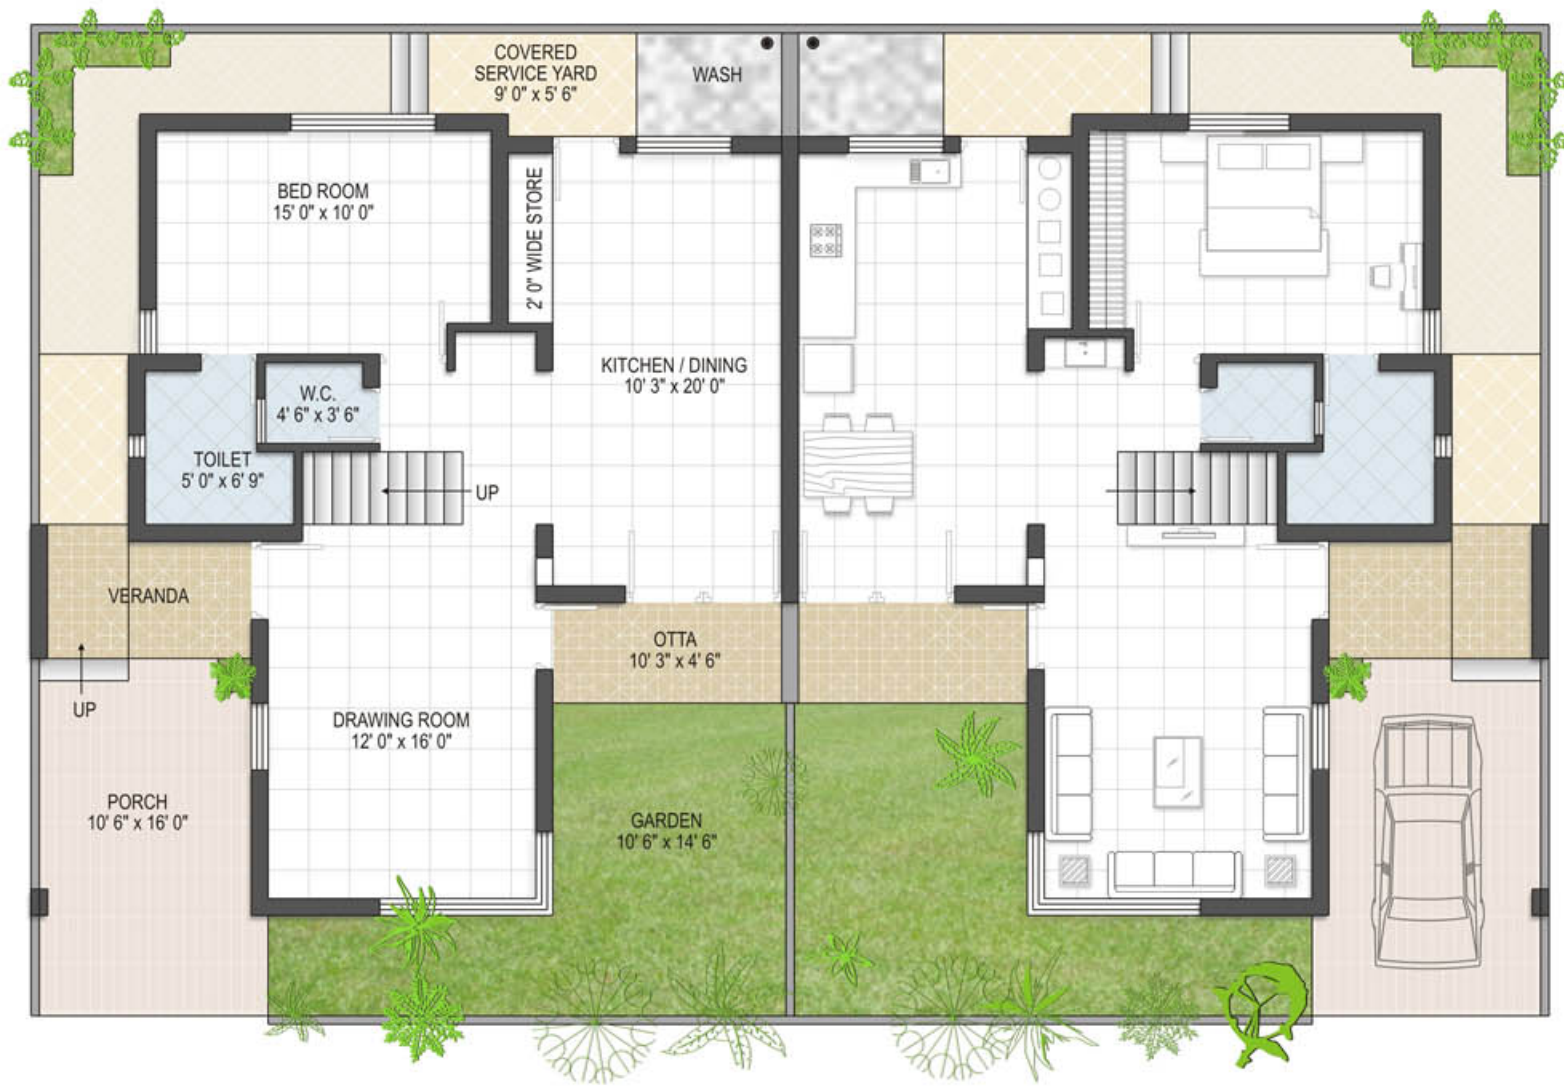 COVERED
SERVICE YARD
9' 0" x 5' 6"
WASH
BED ROOM
15' 0" x 10' 0"
2' 0" WIDE STORE
KITCHEN / DINING
10' 3" x 20' 0"
W.C.
4' 6" x 3' 6"
TOILET
5' 0" x 6' 9"
UP
VERANDA
OTTA
10' 3" x 4' 6"
UP
DRAWING ROOM
12' 0" x 16' 0"
PORCH
10' 6" x 16' 0"
GARDEN
10' 6" x 14' 6"